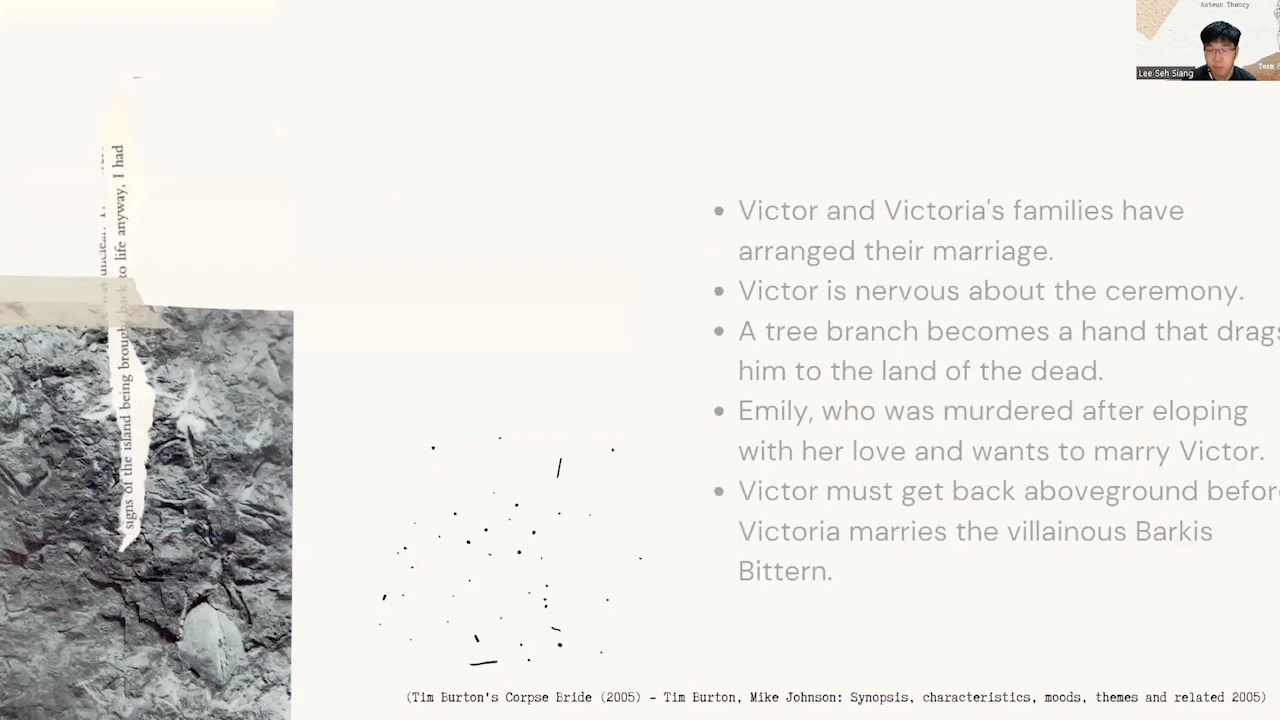 Auteur Theory
Lee Seh Siang
Team
signs of the island being brought back to life anyway, I had
unclear.
• Victor and Victoria's families have
arranged their marriage.
• Victor is nervous about the ceremony.
• A tree branch becomes a hand that drags
him to the land of the dead.
• Emily, who was murdered after eloping
with her love and wants to marry Victor.
• Victor must get back aboveground befor
Victoria marries the villainous Barkis
Bittern.
(Tim Burton's Corpse Bride (2005) - Tim Burton, Mike Johnson: Synopsis, characteristics, moods, themes and related 2005)